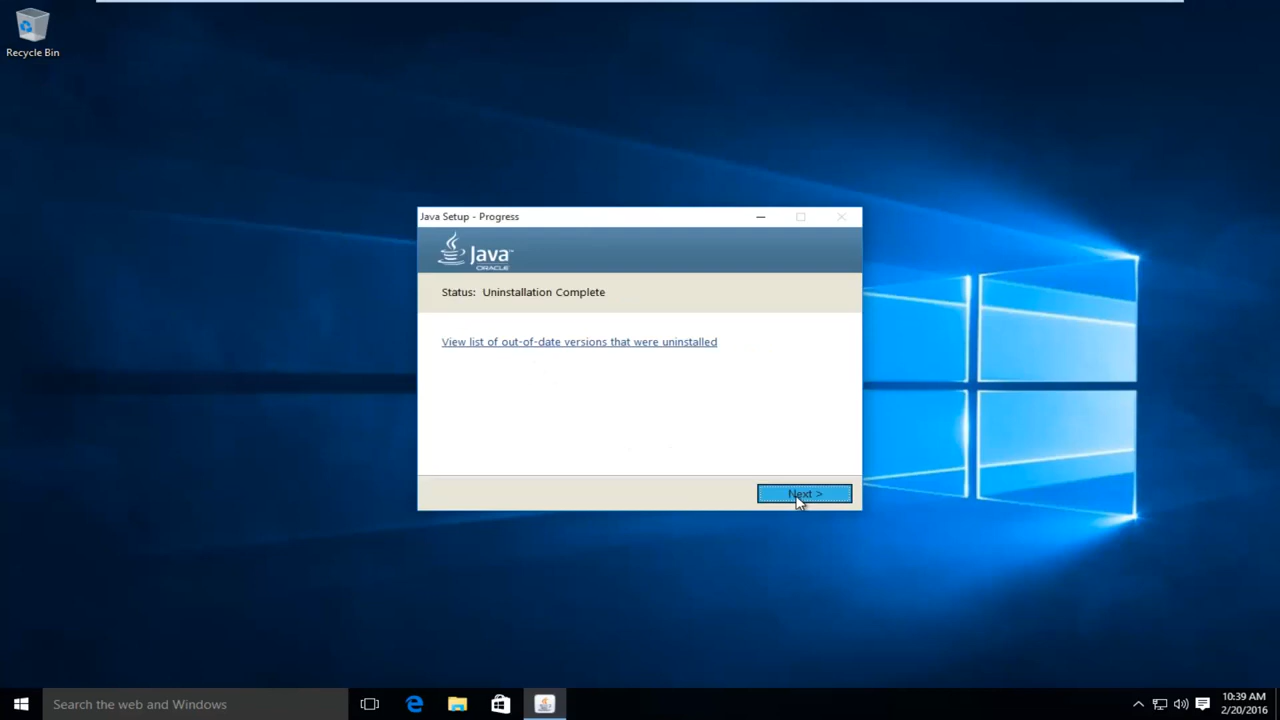 Recycle Bin
Java Setup - Progress
Java™
ORACLE
Status: Uninstallation Complete
View list of out-of-date versions that were uninstalled
Next >
Search the web and Windows
10:39 AM
2/20/2016